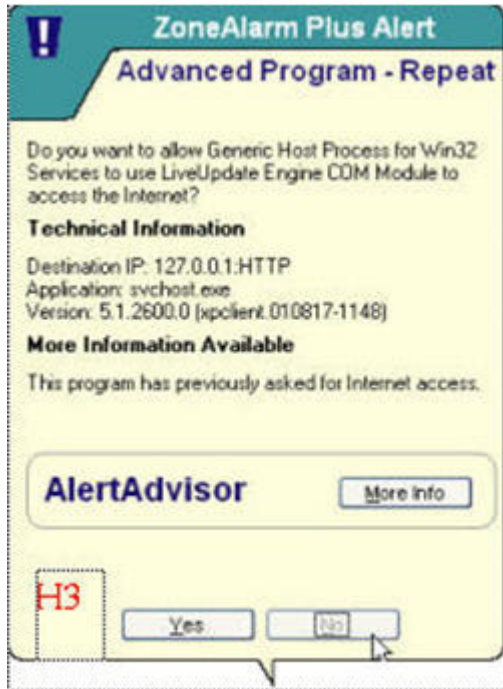 !
ZoneAlarm Plus Alert
Advanced Program - Repeat
Do you want to allow Generic Host Process for Win32
Services to use LiveUpdate Engine COM Module to
access the Internet?
Technical Information
Destination IP: 127.0.0.1:HTTP
Application: svchost.exe
Version: 5.1.2600.0 (xpclient.010817-1148)
More Information Available
This program has previously asked for Internet access.
AlertAdvisor
More Info
H3
Yes
No